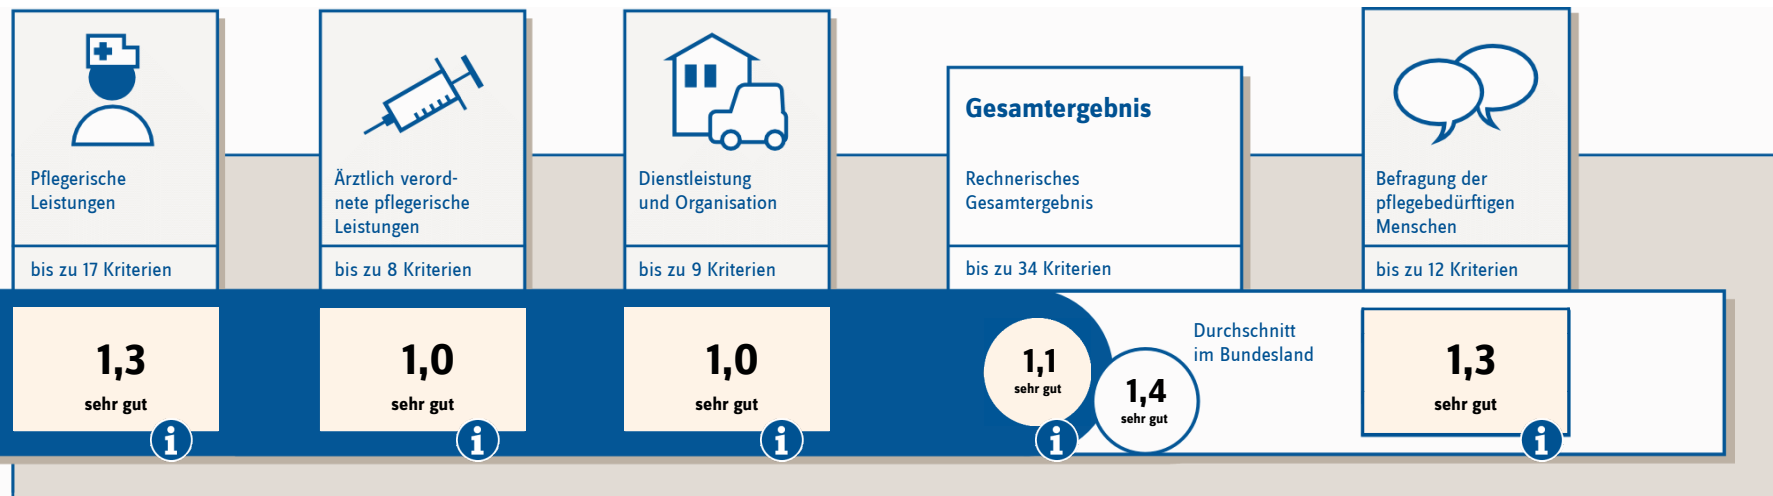 Pflegerische
Leistungen
bis zu 17 Kriterien
1,3
sehr gut
i
Ärztlich verord-
nete pflegerische
Leistungen
bis zu 8 Kriterien
1,0
sehr gut
i
Dienstleistung
und Organisation
bis zu 9 Kriterien
1,0
sehr gut
i
Gesamtergebnis
Rechnerisches
Gesamtergebnis
bis zu 34 Kriterien
1,1
sehr gut
i
1,4
sehr gut
Durchschnitt
im Bundesland
Befragung der
pflegebedürftigen
Menschen
bis zu 12 Kriterien
1,3
sehr gut
i